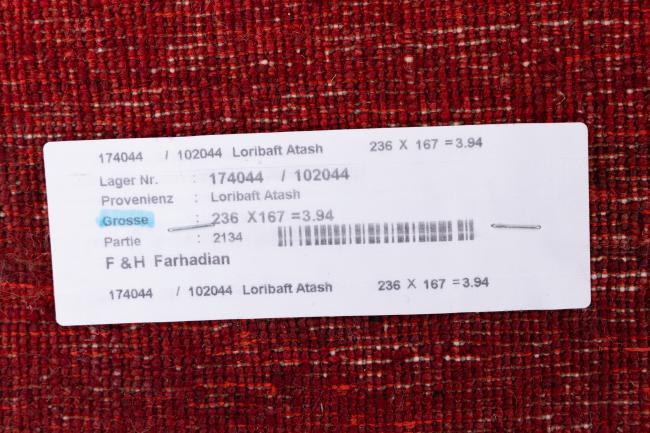 174044 / 102044 Loribaft Atash 236 X 167 =3.94
Lager Nr. : 174044 / 102044
Provenienz : Loribaft Atash
Grosse : 236 X167 =3.94
Partie : 2134
F &H Farhadian
174044 / 102044 Loribaft Atash 236 X 167 =3.94